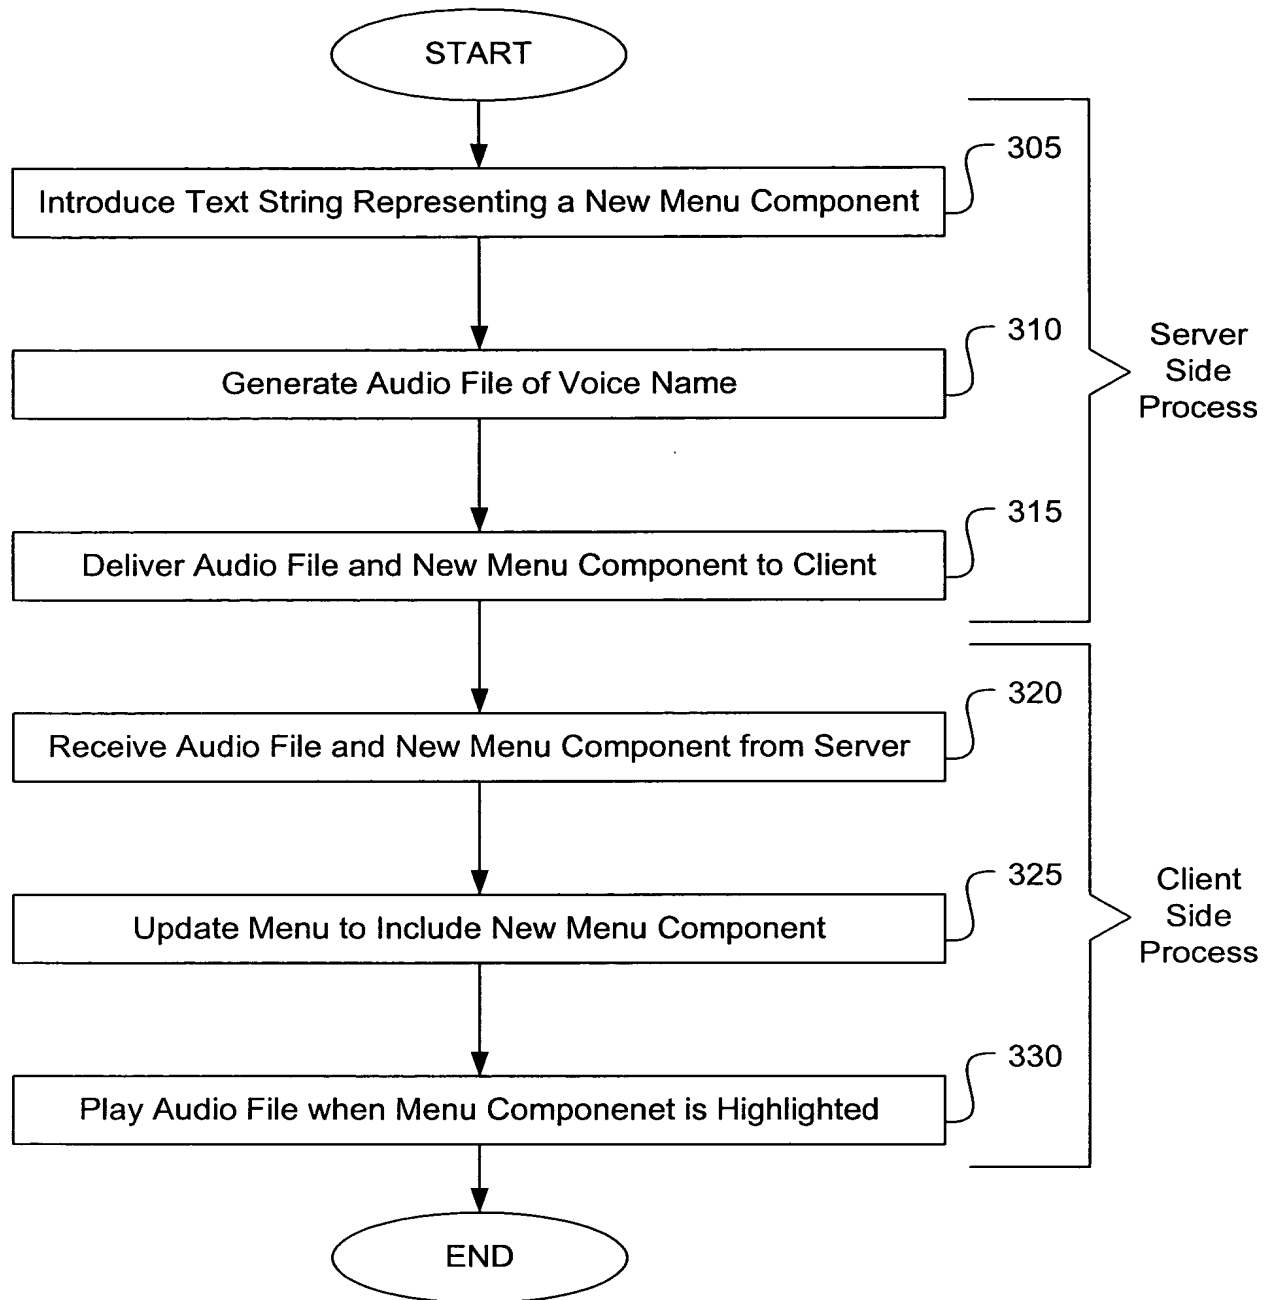 START
305
Introduce Text String Representing a New Menu Component
310
Generate Audio File of Voice Name
Server
Side
Process
315
Deliver Audio File and New Menu Component to Client
320
Receive Audio File and New Menu Component from Server
325
Update Menu to Include New Menu Component
Client
Side
Process
330
Play Audio File when Menu Componenet is Highlighted
END